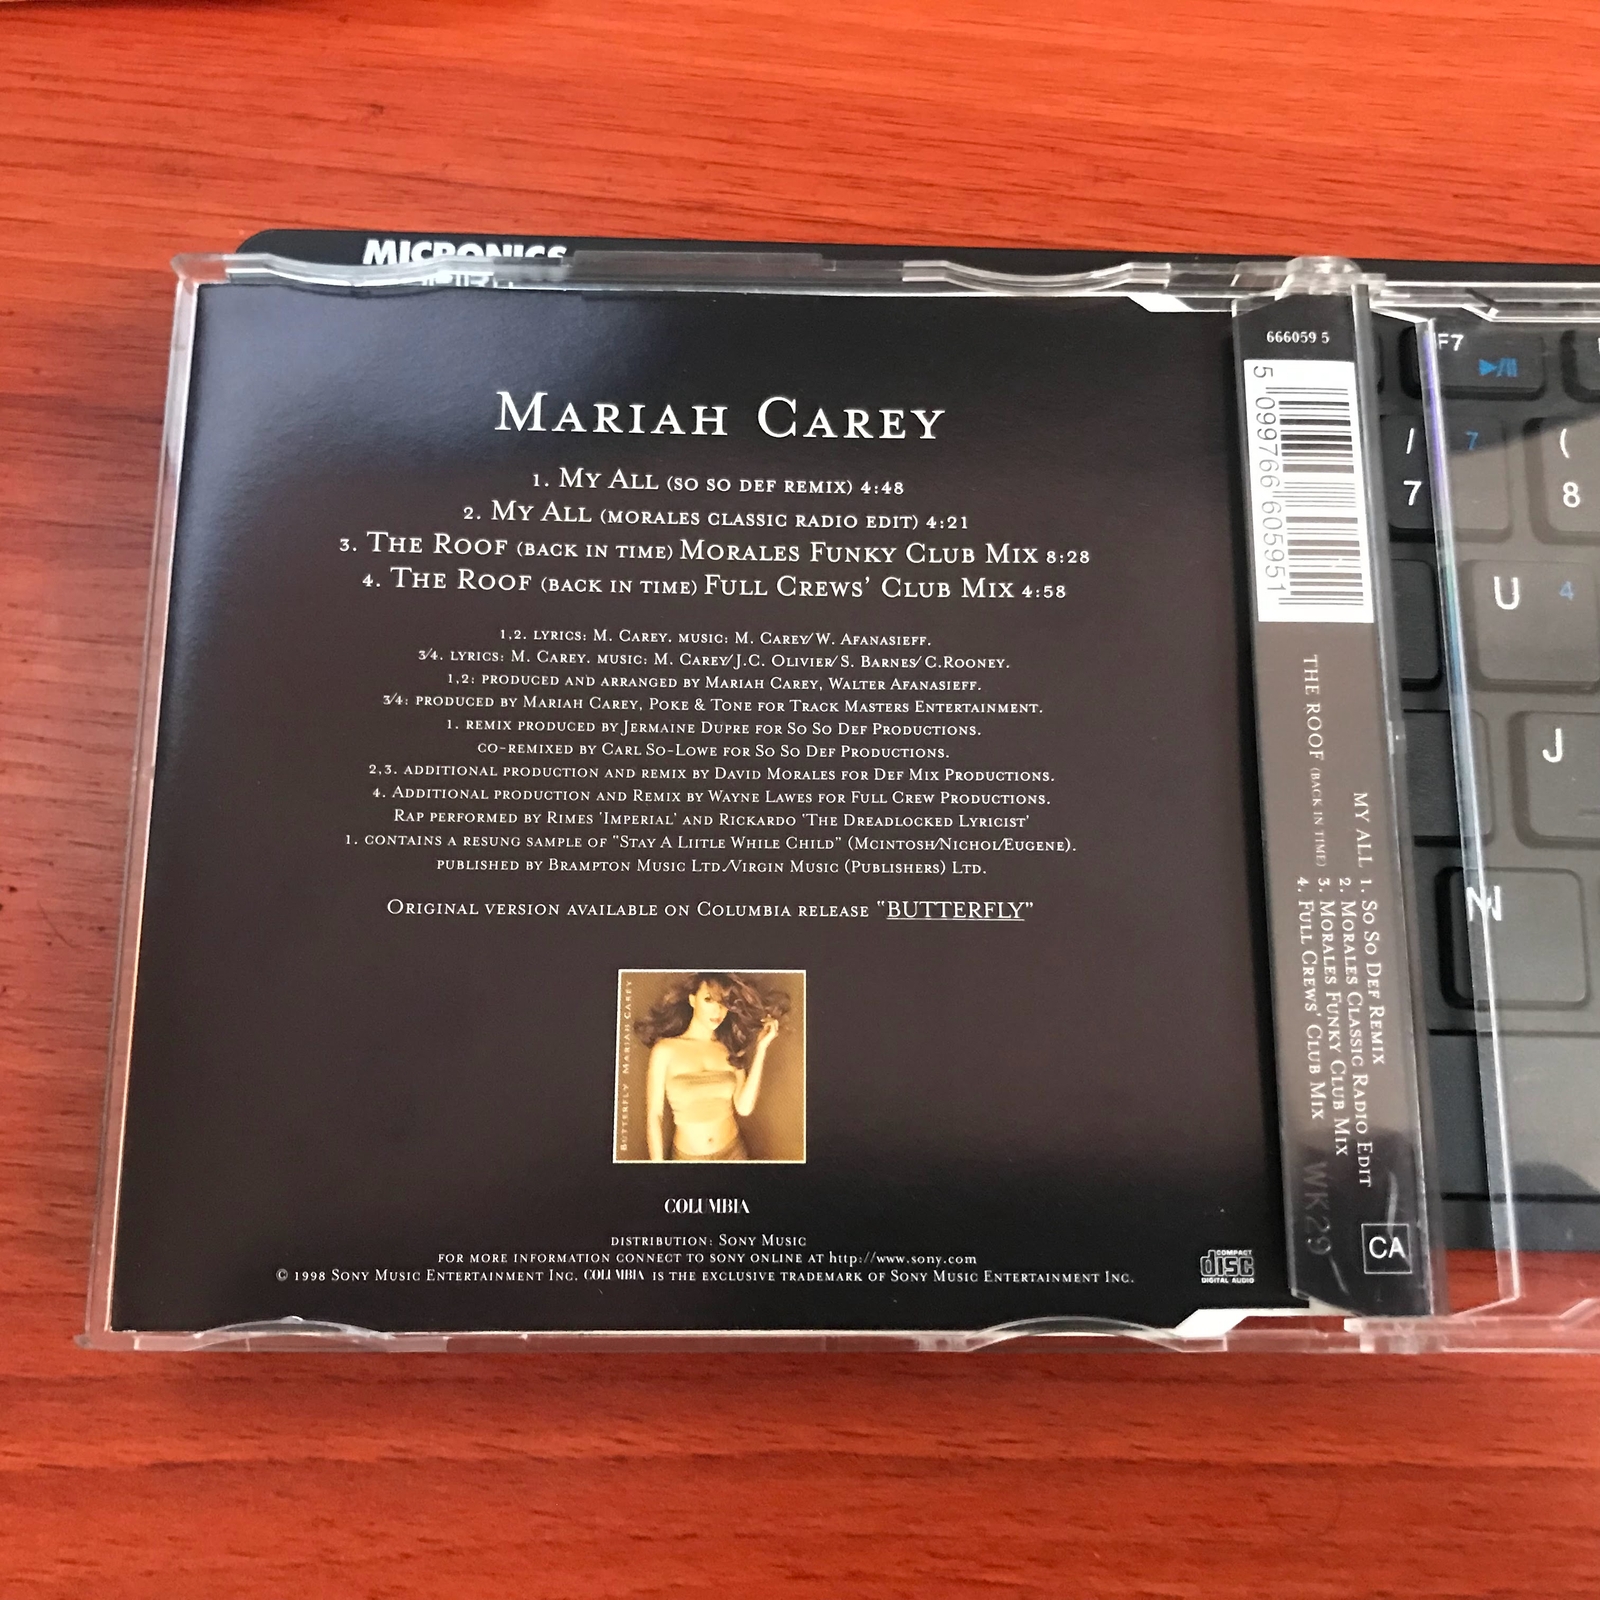 MICRONICS
MARIAH CAREY
1. MY ALL (SO SO DEF REMIX) 4:48
2. MY ALL (MORALES CLASSIC RADIO EDIT) 4:21
3. THE ROOF (BACK IN TIME) MORALES FUNKY CLUB MIX 8:28
4. THE ROOF (BACK IN TIME) FULL CREWS' CLUB MIX 4:58
1,2. LYRICS: M. CAREY. MUSIC: M. CAREY/W. AFANASIEFF.
3/4. LYRICS: M. CAREY. MUSIC: M. CAREY/J.C. OLIVIER/S. BARNES/C.ROONEY.
1,2: PRODUCED AND ARRANGED BY MARIAH CAREY, WALTER AFANASIEFF.
3/4: PRODUCED BY MARIAH CAREY, POKE & TONE FOR TRACK MASTERS ENTERTAINMENT.
1. REMIX PRODUCED BY JERMAINE DUPRE FOR SO SO DEF PRODUCTIONS.
CO-REMIXED BY CARL SO-LOWE FOR SO SO DEF PRODUCTIONS.
2,3. ADDITIONAL PRODUCTION AND REMIX BY DAVID MORALES FOR DEF MIX PRODUCTIONS.
4. ADDITIONAL PRODUCTION AND REMIX BY WAYNE LAWES FOR FULL CREW PRODUCTIONS.
RAP PERFORMED BY RIMES 'IMPERIAL' AND RICKARDO 'THE DREADLOCKED LYRICIST'
1. CONTAINS A RESUNG SAMPLE OF "STAY A LIITLE WHILE CHILD" (MCINTOSH/NICHOL/EUGENE).
PUBLISHED BY BRAMPTON MUSIC LTD./VIRGIN MUSIC (PUBLISHERS) LTD.
ORIGINAL VERSION AVAILABLE ON COLUMBIA RELEASE "BUTTERFLY"
BUTTERFLY MARIAH CAREY
COLUMBIA
DISTRIBUTION: SONY MUSIC
FOR MORE INFORMATION CONNECT TO SONY ONLINE AT http://www.sony.com
© 1998 SONY MUSIC ENTERTAINMENT INC. COLUMBIA IS THE EXCLUSIVE TRADEMARK OF SONY MUSIC ENTERTAINMENT INC.
COMPACT
disc
DIGITAL AUDIO
666059 5
5 099766 605951
MY ALL 1. SO SO DEF REMIX
2. MORALES CLASSIC RADIO EDIT
THE ROOF (BACK IN TIME) 3. MORALES FUNKY CLUB MIX
4. FULL CREWS' CLUB MIX
WK29
CA
F7
/ 7
7
( 8
U 4
J
M